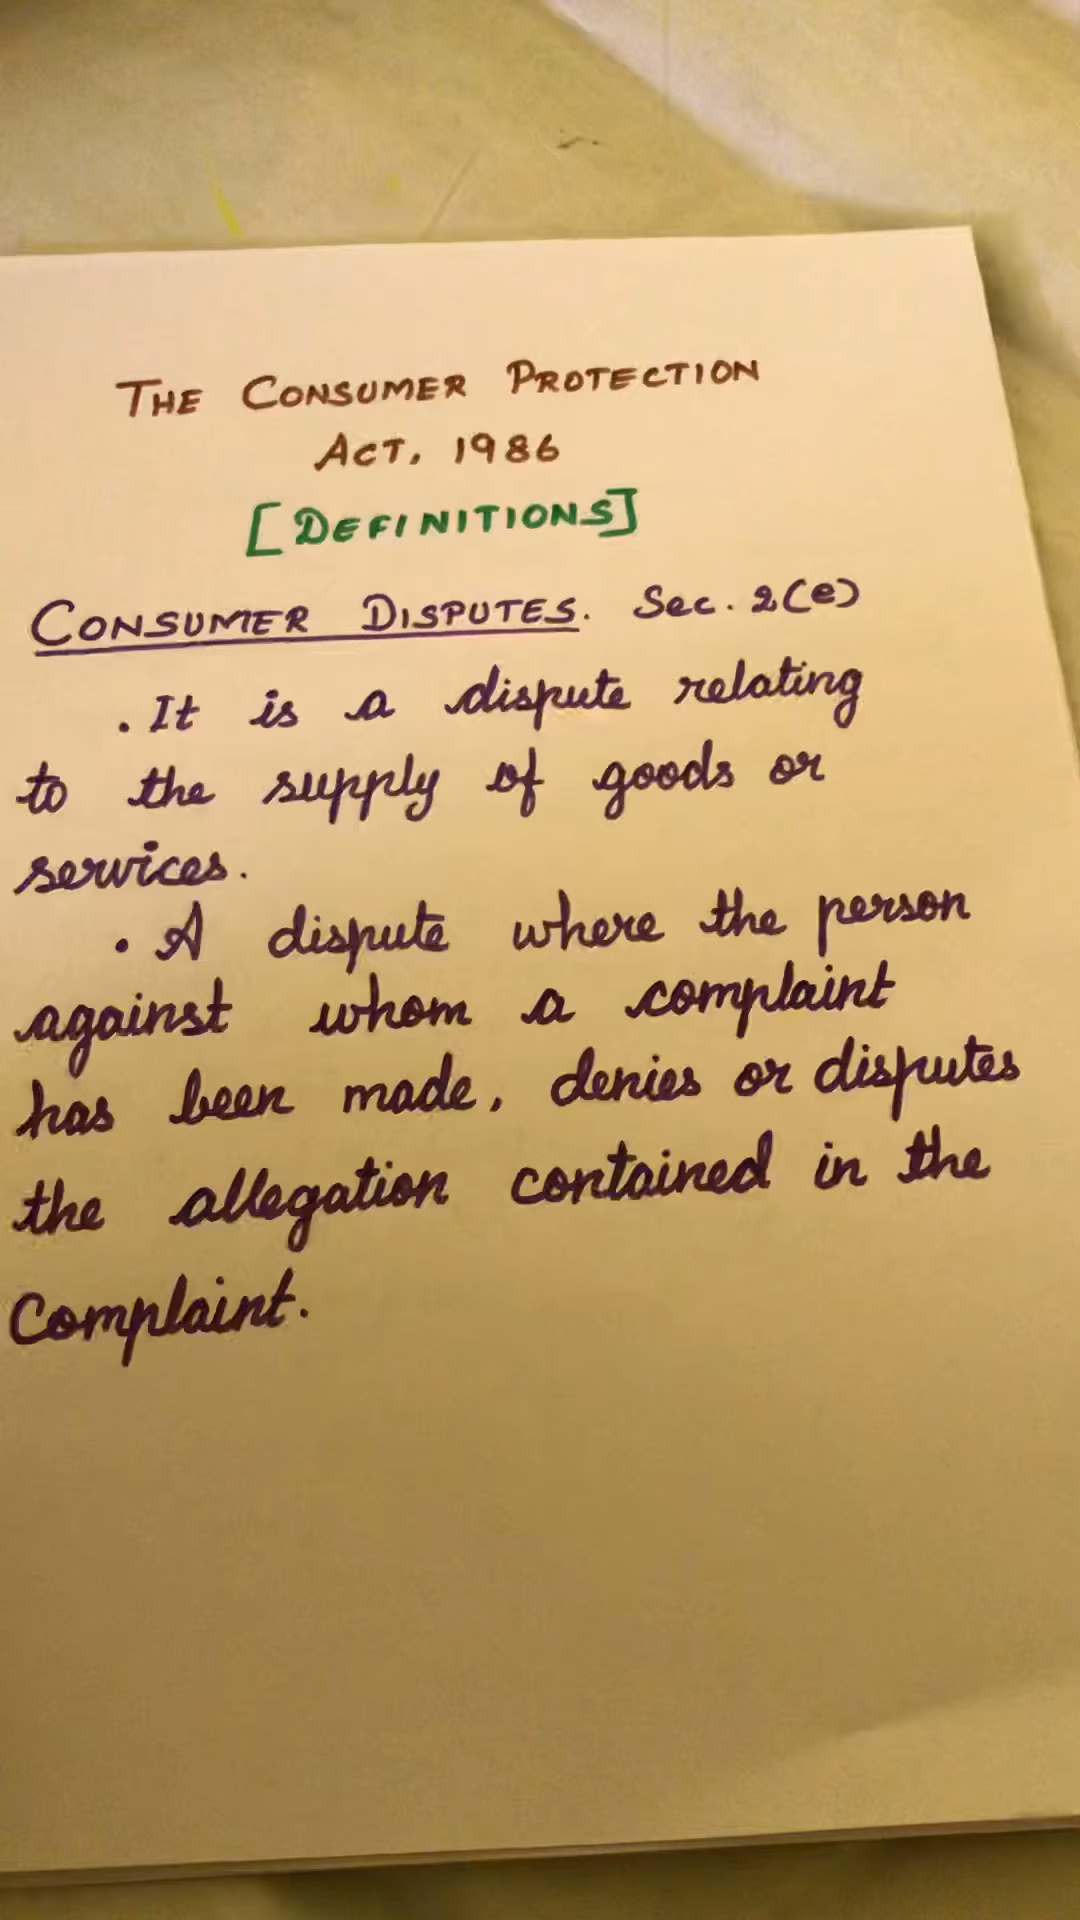 THE CONSUMER PROTECTION
ACT, 1986
[DEFINITIONS]
CONSUMER DISPUTES. Sec. 2(e)
. It is a dispute relating
to the supply of goods or
services.
• A dispute where the person
against whom a complaint
has been made, denies or disputes
the allegation contained in the
Complaint.